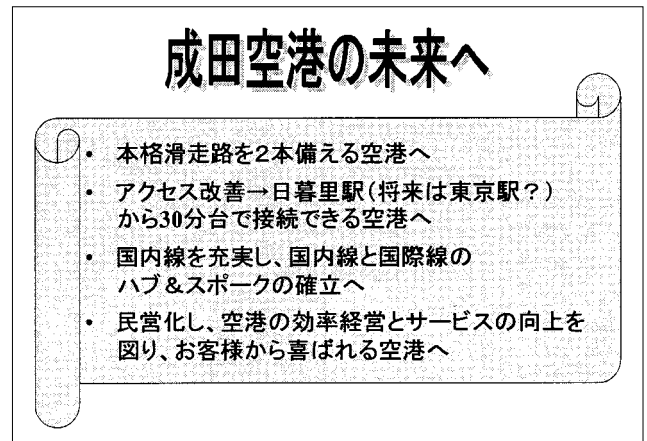 成田空港の未来へ
・ 本格滑走路を２本備える空港へ
・ アクセス改善→日暮里駅（将来は東京駅？）
から30分台で接続できる空港へ
・ 国内線を充実し、国内線と国際線の
ハブ＆スポークの確立へ
・ 民営化し、空港の効率経営とサービスの向上を
図り、お客様から喜ばれる空港へ